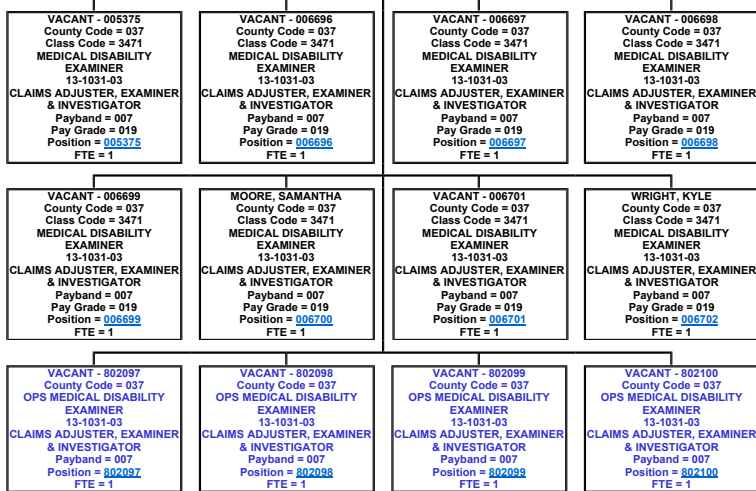 VACANT - 005375
County Code = 037
Class Code = 3471
MEDICAL DISABILITY
EXAMINER
13-1031-03
CLAIMS ADJUSTER, EXAMINER
& INVESTIGATOR
Payband = 007
Pay Grade = 019
Position = 005375
FTE = 1
VACANT - 006696
County Code = 037
Class Code = 3471
MEDICAL DISABILITY
EXAMINER
13-1031-03
CLAIMS ADJUSTER, EXAMINER
& INVESTIGATOR
Payband = 007
Pay Grade = 019
Position = 006696
FTE = 1
VACANT - 006697
County Code = 037
Class Code = 3471
MEDICAL DISABILITY
EXAMINER
13-1031-03
CLAIMS ADJUSTER, EXAMINER
& INVESTIGATOR
Payband = 007
Pay Grade = 019
Position = 006697
FTE = 1
VACANT - 006698
County Code = 037
Class Code = 3471
MEDICAL DISABILITY
EXAMINER
13-1031-03
CLAIMS ADJUSTER, EXAMINER
& INVESTIGATOR
Payband = 007
Pay Grade = 019
Position = 006698
FTE = 1
VACANT - 006699
County Code = 037
Class Code = 3471
MEDICAL DISABILITY
EXAMINER
13-1031-03
CLAIMS ADJUSTER, EXAMINER
& INVESTIGATOR
Payband = 007
Pay Grade = 019
Position = 006699
FTE = 1
MOORE, SAMANTHA
County Code = 037
Class Code = 3471
MEDICAL DISABILITY
EXAMINER
13-1031-03
CLAIMS ADJUSTER, EXAMINER
& INVESTIGATOR
Payband = 007
Pay Grade = 019
Position = 006700
FTE = 1
VACANT - 006701
County Code = 037
Class Code = 3471
MEDICAL DISABILITY
EXAMINER
13-1031-03
CLAIMS ADJUSTER, EXAMINER
& INVESTIGATOR
Payband = 007
Pay Grade = 019
Position = 006701
FTE = 1
WRIGHT, KYLE
County Code = 037
Class Code = 3471
MEDICAL DISABILITY
EXAMINER
13-1031-03
CLAIMS ADJUSTER, EXAMINER
& INVESTIGATOR
Payband = 007
Pay Grade = 019
Position = 006702
FTE = 1
VACANT - 802097
County Code = 037
OPS MEDICAL DISABILITY
EXAMINER
13-1031-03
CLAIMS ADJUSTER, EXAMINER
& INVESTIGATOR
Payband = 007
Position = 802097
FTE = 1
VACANT - 802098
County Code = 037
OPS MEDICAL DISABILITY
EXAMINER
13-1031-03
CLAIMS ADJUSTER, EXAMINER
& INVESTIGATOR
Payband = 007
Position = 802098
FTE = 1
VACANT - 802099
County Code = 037
OPS MEDICAL DISABILITY
EXAMINER
13-1031-03
CLAIMS ADJUSTER, EXAMINER
& INVESTIGATOR
Payband = 007
Position = 802099
FTE = 1
VACANT - 802100
County Code = 037
OPS MEDICAL DISABILITY
EXAMINER
13-1031-03
CLAIMS ADJUSTER, EXAMINER
& INVESTIGATOR
Payband = 007
Position = 802100
FTE = 1